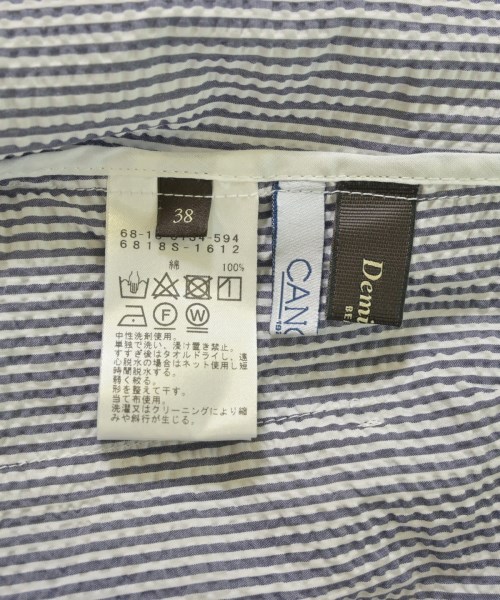 38
6818S-1612
綿 100%
中性洗剤使用。
単独で洗い、浸け置き禁止。
すすぎ後はタオルドライし、遠
心脱水の場合はネット使用し短
時間脱水する。
弱く絞る。
形を整えて干す。
当て布使用。
洗濯又はクリーニングにより縮
みや斜行が生じる。
CANC
Demi
BE